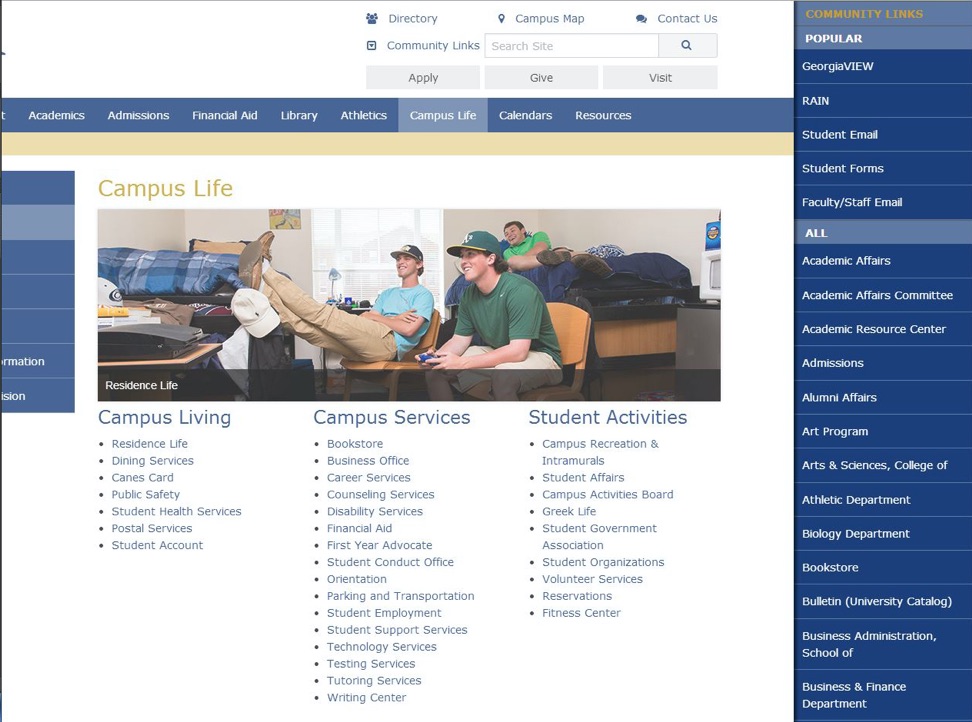 Directory
Campus Map
Contact Us
Community Links
Search Site
Apply
Give
Visit
t
Academics
Admissions
Financial Aid
Library
Athletics
Campus Life
Calendars
Resources
ormation
ision
Campus Life
Residence Life
Campus Living
Residence Life
Dining Services
Canes Card
Public Safety
Student Health Services
Postal Services
Student Account
Campus Services
Bookstore
Business Office
Career Services
Counseling Services
Disability Services
Financial Aid
First Year Advocate
Student Conduct Office
Orientation
Parking and Transportation
Student Employment
Student Support Services
Technology Services
Testing Services
Tutoring Services
Writing Center
Student Activities
Campus Recreation &
Intramurals
Student Affairs
Campus Activities Board
Greek Life
Student Government
Association
Student Organizations
Volunteer Services
Reservations
Fitness Center
COMMUNITY LINKS
POPULAR
GeorgiaVIEW
RAIN
Student Email
Student Forms
Faculty/Staff Email
ALL
Academic Affairs
Academic Affairs Committee
Academic Resource Center
Admissions
Alumni Affairs
Art Program
Arts & Sciences, College of
Athletic Department
Biology Department
Bookstore
Bulletin (University Catalog)
Business Administration,
School of
Business & Finance
Department